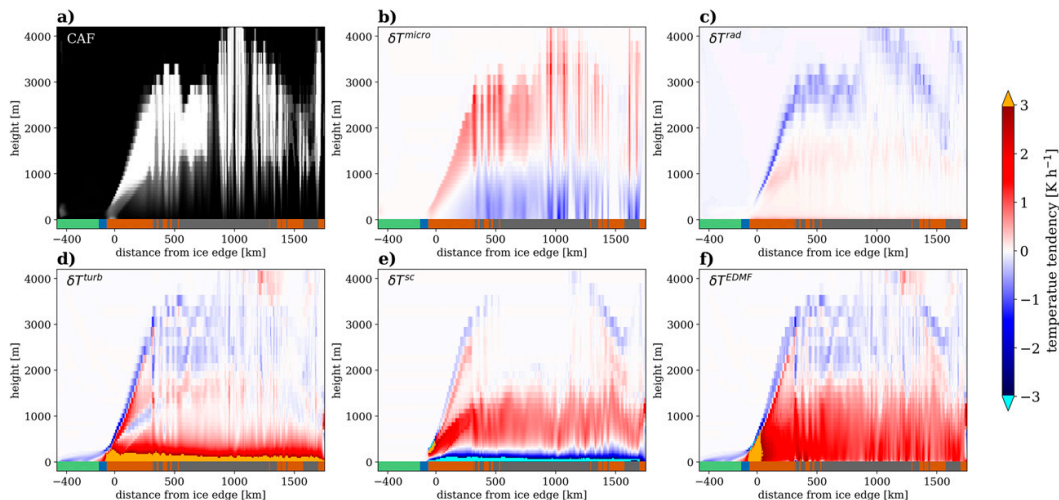 a)
CAF
4000
3000
2000
1000
0
height [m]
−400 0 500 1000 1500
distance from ice edge [km]
b)
δT^micro
4000
3000
2000
1000
0
height [m]
−400 0 500 1000 1500
distance from ice edge [km]
c)
δT^rad
4000
3000
2000
1000
0
height [m]
−400 0 500 1000 1500
distance from ice edge [km]
d)
δT^turb
4000
3000
2000
1000
0
height [m]
−400 0 500 1000 1500
distance from ice edge [km]
e)
δT^sc
4000
3000
2000
1000
0
height [m]
−400 0 500 1000 1500
distance from ice edge [km]
f)
δT^EDMF
4000
3000
2000
1000
0
height [m]
−400 0 500 1000 1500
distance from ice edge [km]
3
2
1
0
−1
−2
−3
temperatue tendency [K h⁻¹]